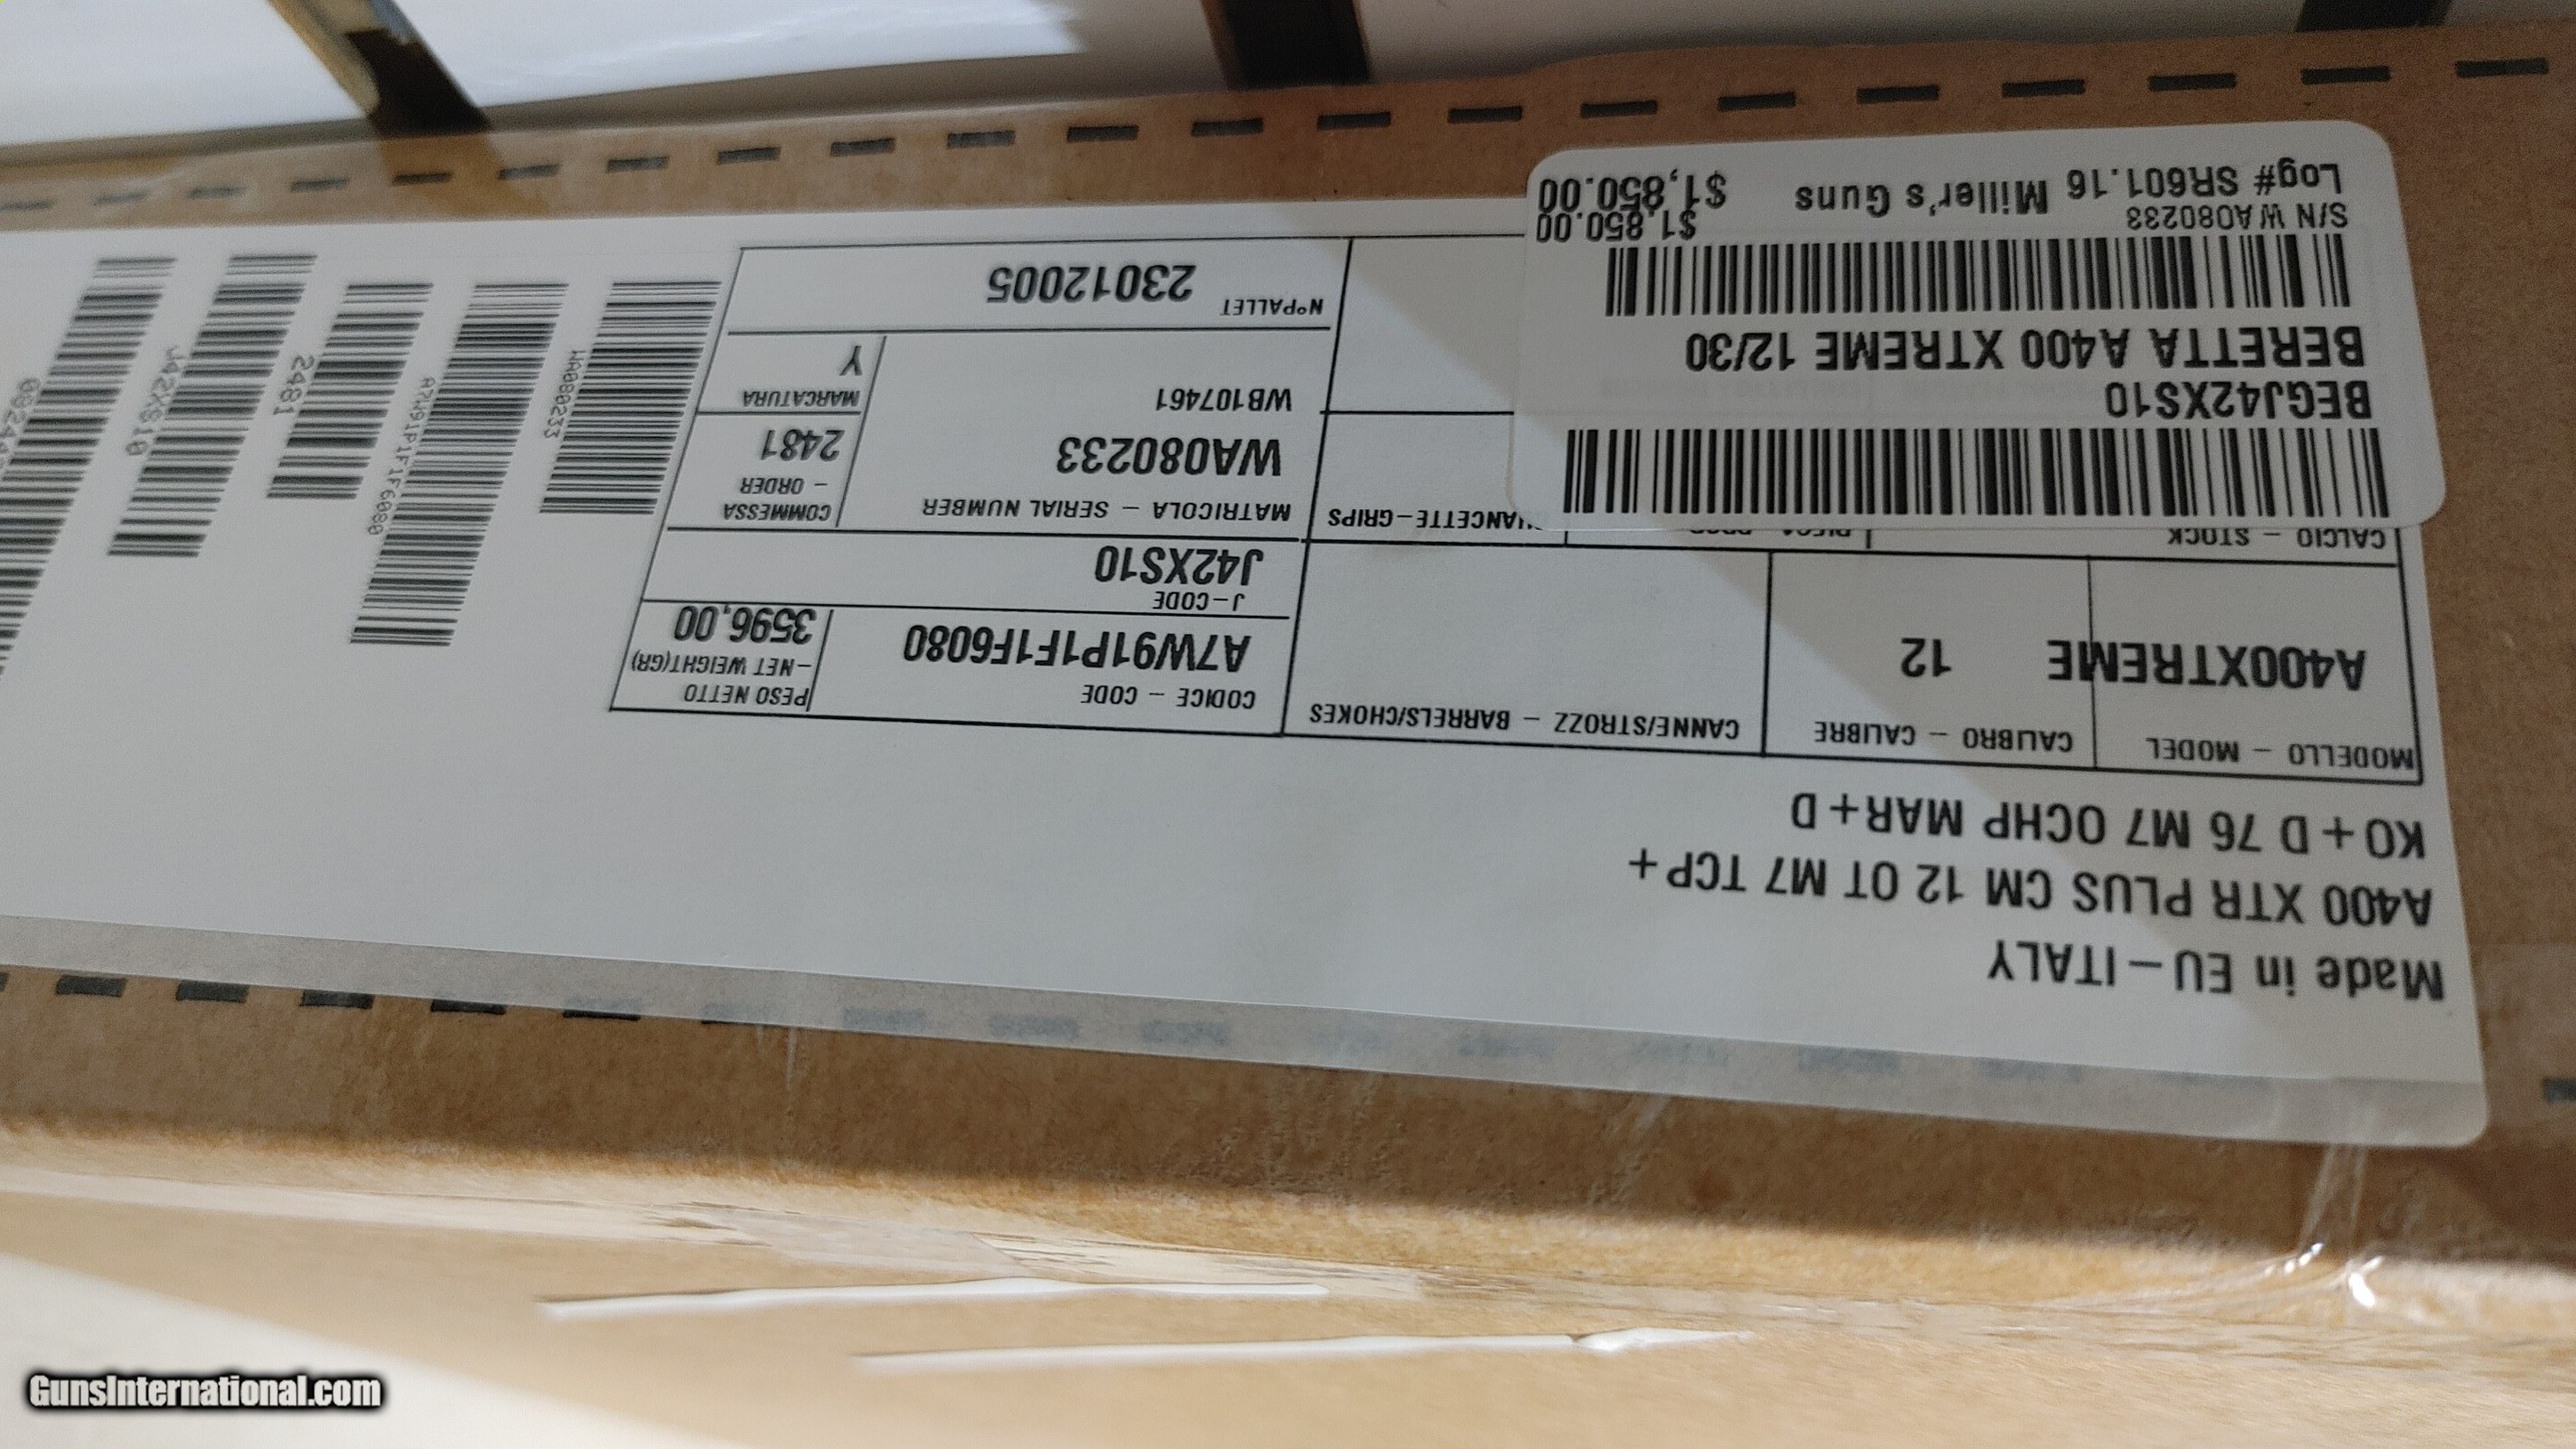 Made in EU-ITALY
A400 XTR PLUS CM 12 OT M7 TCP+
KO+D 76 M7 OCHP MAR+D
MODELLO - MODEL
A400XTREME
CALIBRO - CALIBRE
12
CANNE/STROZZ - BARRELS/CHOKES
CODICE - CODE
A7W91P1F1F6080
PESO NETTO
-NET WEIGHT(GR)
3596,00
J-CODE
J42XS10
CALCIO - STOCK
GUANCETTE-GRIPS
MATRICOLA - SERIAL NUMBER
WA080233
WB107461
COMMESSA
- ORDER
2481
MARCATURA
Y
N°PALLET
23012005
BEGJ42XS10
BERETTA A400 XTREME 12/30
S/N WA080233
$1,850.00
Log# SR601.16 Miller's Guns
$1,850.00
WA080233
A7W91P1F1F6080
2481
J42XS10
GunsInternational.com